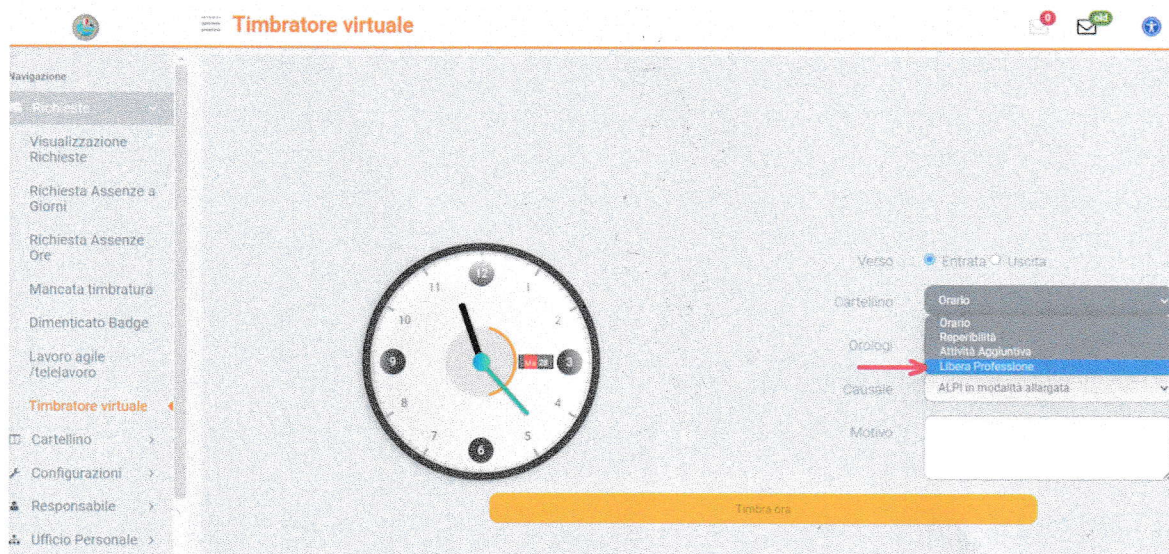 Timbratore virtuale
0
old
Navigazione
Richieste
Visualizzazione
Richieste
Richiesta Assenze a
Giorni
Richiesta Assenze
Ore
Mancata timbratura
Dimenticato Badge
Lavoro agile
/telelavoro
Timbratore virtuale
Cartellino
Configurazioni
Responsabile
Ufficio Personale
12
1
2
3
4
5
6
7
8
9
10
11
28
Verso
Entrata
Uscita
Cartellino
Orario
Orario
Reperibilità
Attività Aggiuntiva
Libera Professione
Orologi
Causale
ALPI in modalità allargata
Motivo
Timbra ora